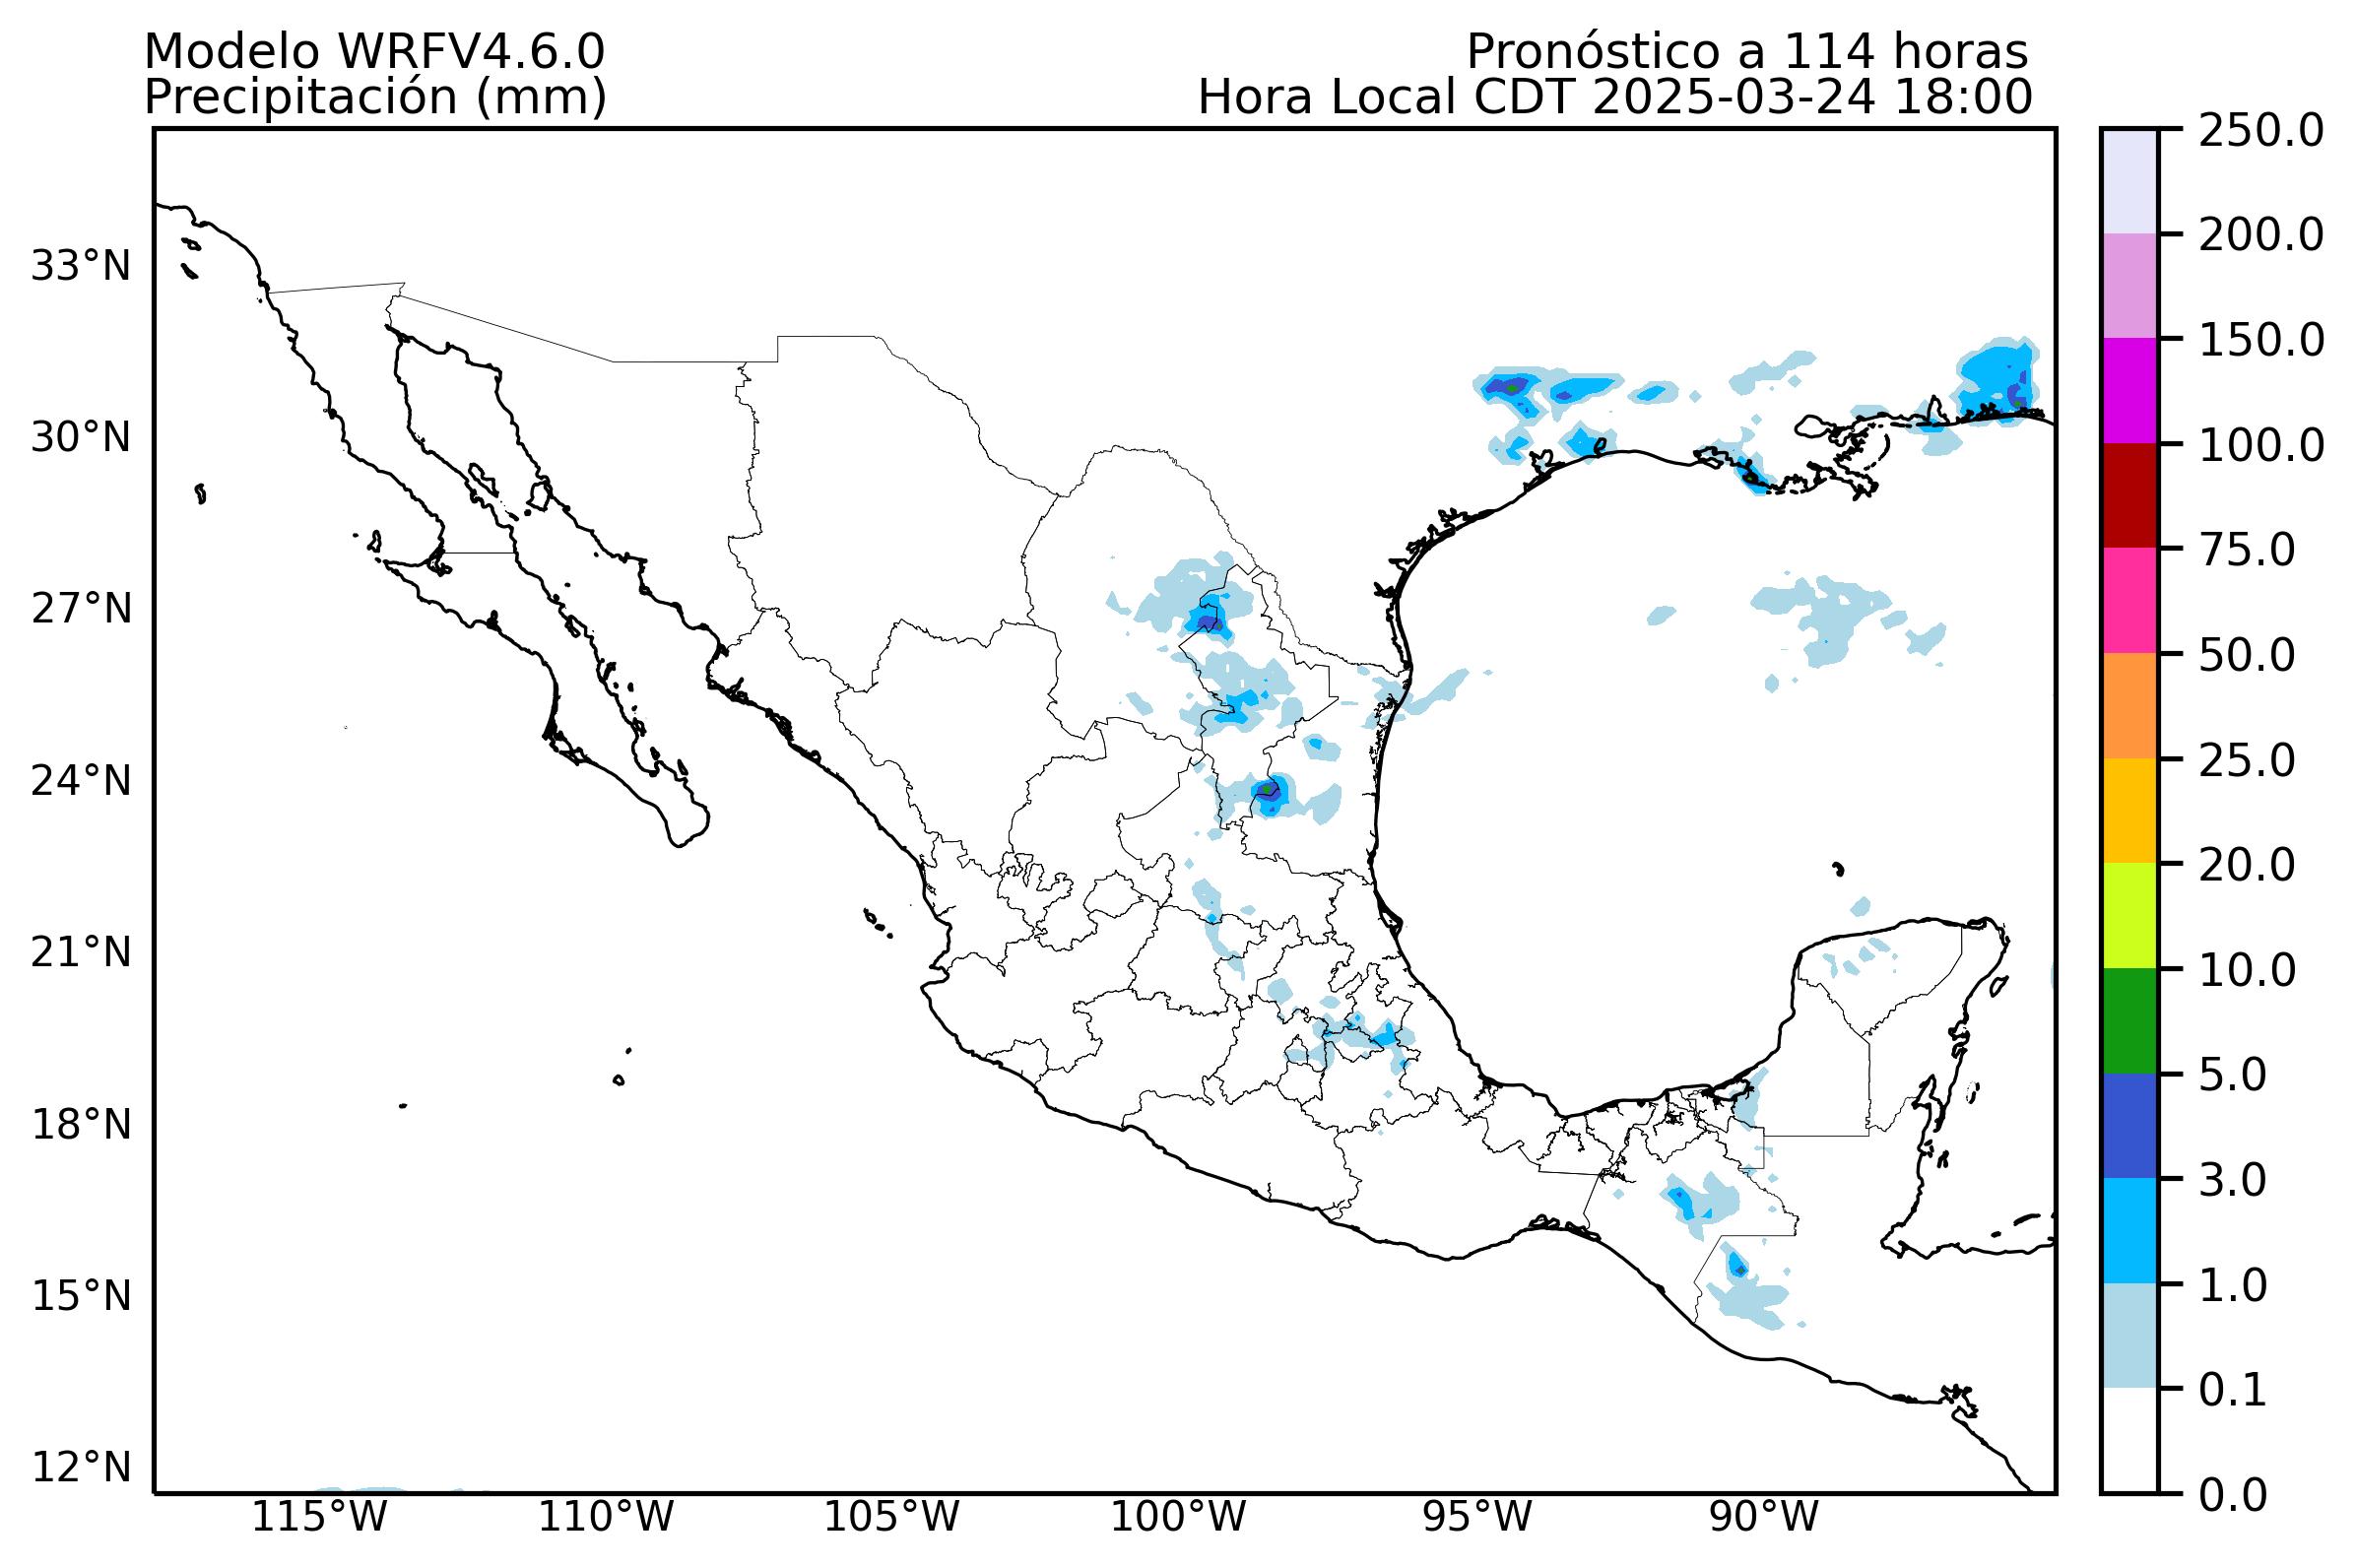 Modelo WRFV4.6.0
Pronóstico a 114 horas
Precipitación (mm)
Hora Local CDT 2025-03-24 18:00
250.0
200.0
150.0
100.0
75.0
50.0
25.0
20.0
10.0
5.0
3.0
1.0
0.1
0.0
33°N
30°N
27°N
24°N
21°N
18°N
15°N
12°N
115°W
110°W
105°W
100°W
95°W
90°W